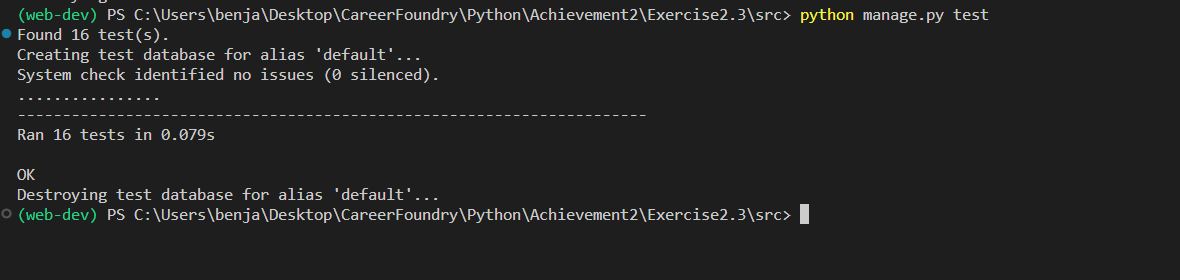 (web-dev) PS C:\Users\benja\Desktop\CareerFoundry\Python\Achievement2\Exercise2.3\src> python manage.py test
Found 16 test(s).
Creating test database for alias 'default'...
System check identified no issues (0 silenced).
................
----------------------------------------------------------------------
Ran 16 tests in 0.079s

OK
Destroying test database for alias 'default'...
(web-dev) PS C:\Users\benja\Desktop\CareerFoundry\Python\Achievement2\Exercise2.3\src>